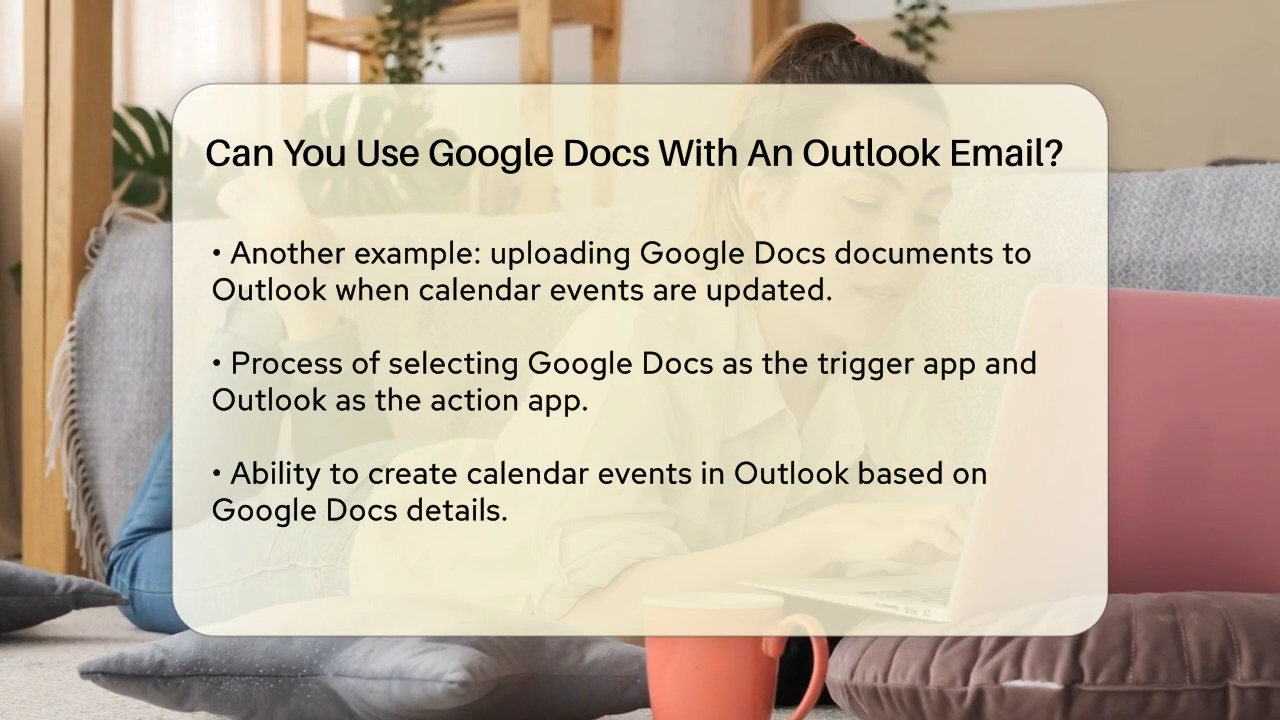 Can You Use Google Docs With An Outlook Email?
• Another example: uploading Google Docs documents to
Outlook when calendar events are updated.
• Process of selecting Google Docs as the trigger app and
Outlook as the action app.
• Ability to create calendar events in Outlook based on
Google Docs details.